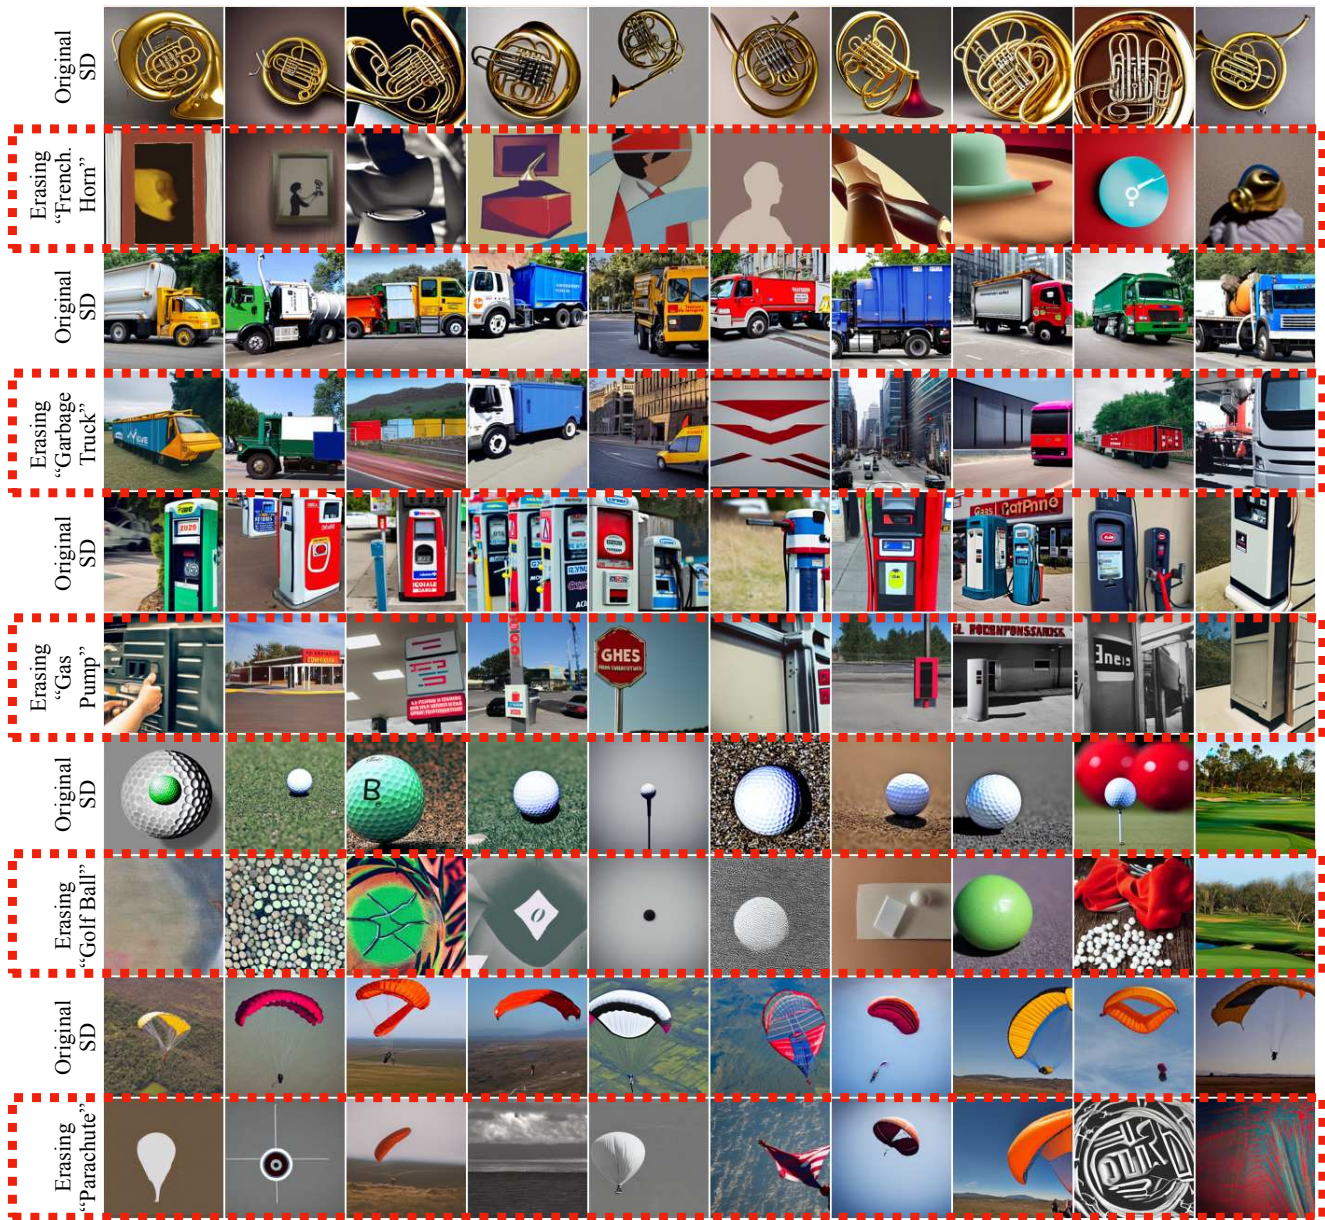 Original
SD
Erasing
“French.
Horn”
Original
SD
Erasing
“Garbage
Truck”
Original
SD
Erasing
“Gas
Pump”
GHES
Original
SD
B
Erasing
“Golf Ball”
Original
SD
Erasing
“Parachute”